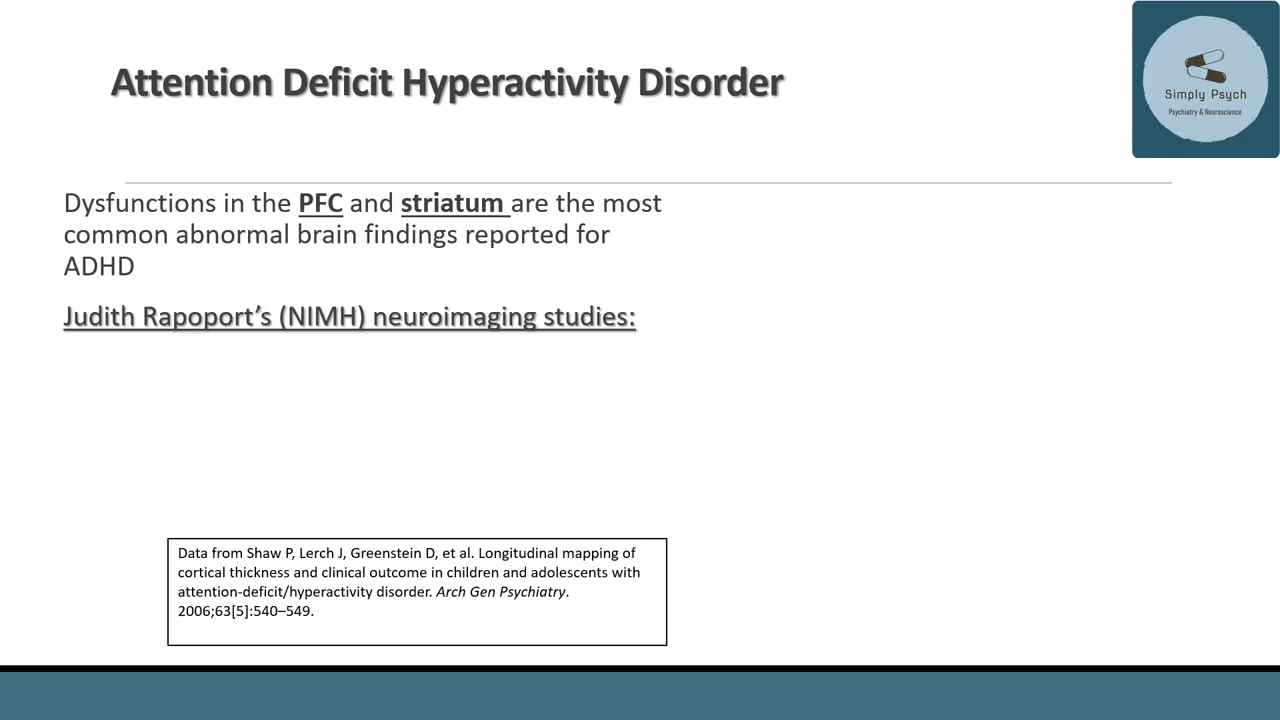 Attention Deficit Hyperactivity Disorder
Simply Psych
Psychiatry & Neuroscience
Dysfunctions in the PFC and striatum are the most
common abnormal brain findings reported for
ADHD
Judith Rapoport’s (NIMH) neuroimaging studies:
Data from Shaw P, Lerch J, Greenstein D, et al. Longitudinal mapping of
cortical thickness and clinical outcome in children and adolescents with
attention-deficit/hyperactivity disorder. Arch Gen Psychiatry.
2006;63[5]:540–549.